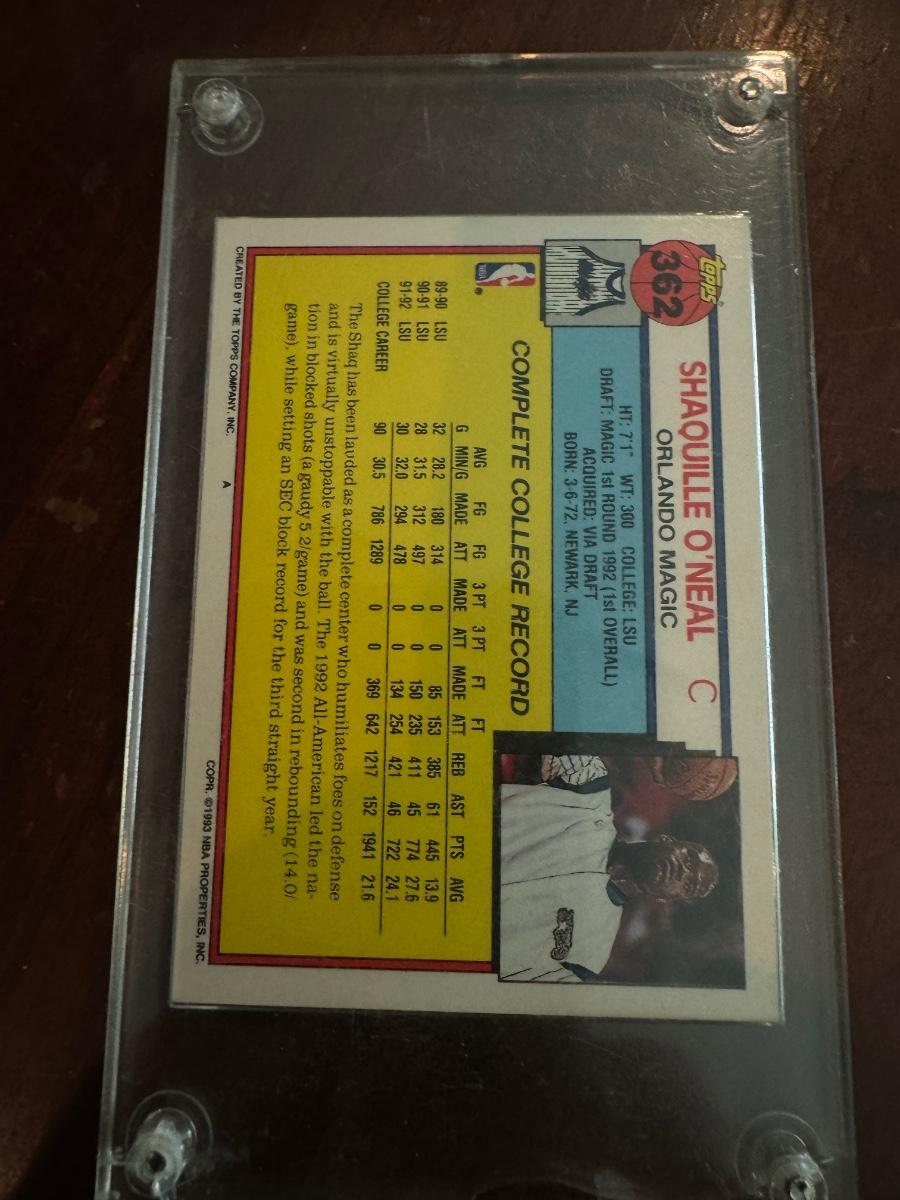 TOPPS
362
SHAQUILLE O'NEAL C
ORLANDO MAGIC
HT: 7'1" WT: 300 COLLEGE: LSU
DRAFT: MAGIC 1st ROUND 1992 (1st OVERALL)
ACQUIRED: VIA DRAFT
BORN: 3-6-72, NEWARK, NJ
NBA
COMPLETE COLLEGE RECORD
AVG FG FG 3 PT 3 PT FT FT
G MIN/G MADE ATT MADE ATT MADE ATT REB AST PTS AVG
89-90 LSU 32 28.2 180 314 0 0 85 153 385 61 445 13.9
90-91 LSU 28 31.5 312 497 0 0 150 235 411 45 774 27.6
91-92 LSU 30 32.0 294 478 0 0 134 254 421 46 722 24.1
COLLEGE CAREER 90 30.5 786 1289 0 0 369 642 1217 152 1941 21.6
The Shaq has been lauded as a complete center who humiliates foes on defense
and is virtually unstoppable with the ball. The 1992 All-American led the na-
tion in blocked shots (a gaudy 5.2/game) and was second in rebounding (14.0/
game), while setting an SEC block record for the third straight year.
CREATED BY THE TOPPS COMPANY, INC. A COPR. ©1993 NBA PROPERTIES, INC.